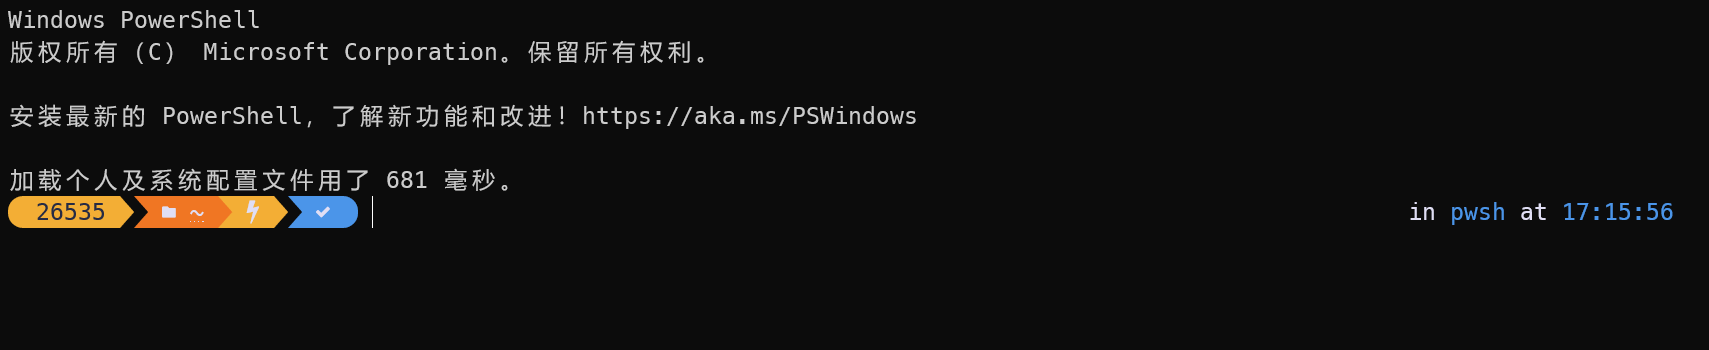 Windows PowerShell
版权所有 (C) Microsoft Corporation。保留所有权利。
安装最新的 PowerShell,了解新功能和改进!https://aka.ms/PSWindows
加载个人及系统配置文件用了 681 毫秒。
26535 ~ in pwsh at 17:15:56